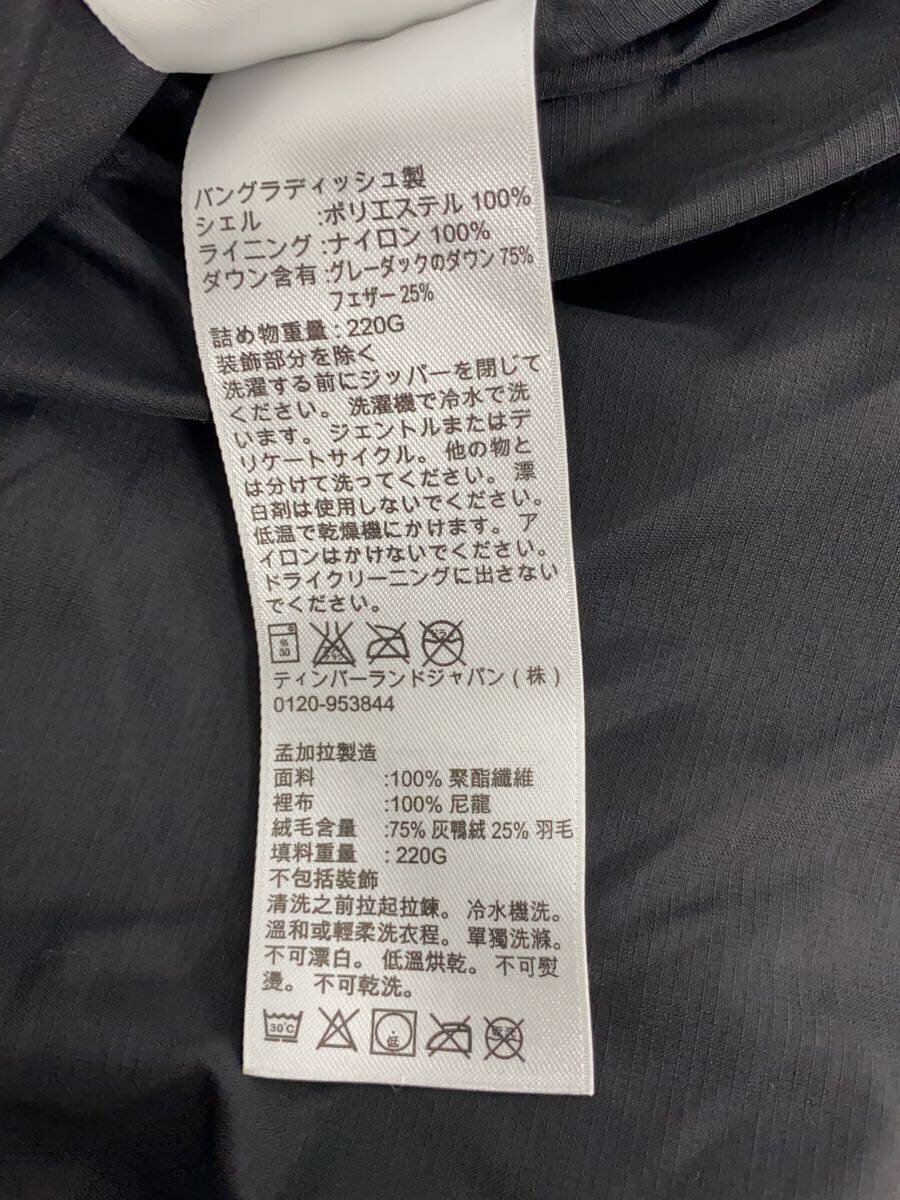 バングラディッシュ製
シェル :ポリエステル 100%
ライニング :ナイロン 100%
ダウン含有 :グレーダックのダウン 75%
フェザー 25%
詰め物重量 : 220G
装飾部分を除く
洗濯する前にジッパーを閉じて
ください。 洗濯機で冷水で洗
います。 ジェントルまたはデ
リケートサイクル。 他の物と
は分けて洗ってください。 漂
白剤は使用しないでください。
低温で乾燥機にかけます。 ア
イロンはかけないでください。
ドライクリーニングに出さない
でください。
30
ティンバーランドジャパン ( 株 )
0120-953844
孟加拉製造
面料 :100% 聚酯纖維
裡布 :100% 尼龍
絨毛含量 :75% 灰鴨絨 25% 羽毛
填料重量 : 220G
不包括裝飾
清洗之前拉起拉鍊。 冷水機洗。
溫和或輕柔洗衣程。 單獨洗滌。
不可漂白。 低溫烘乾。 不可熨
燙。 不可乾洗。
30℃ 低